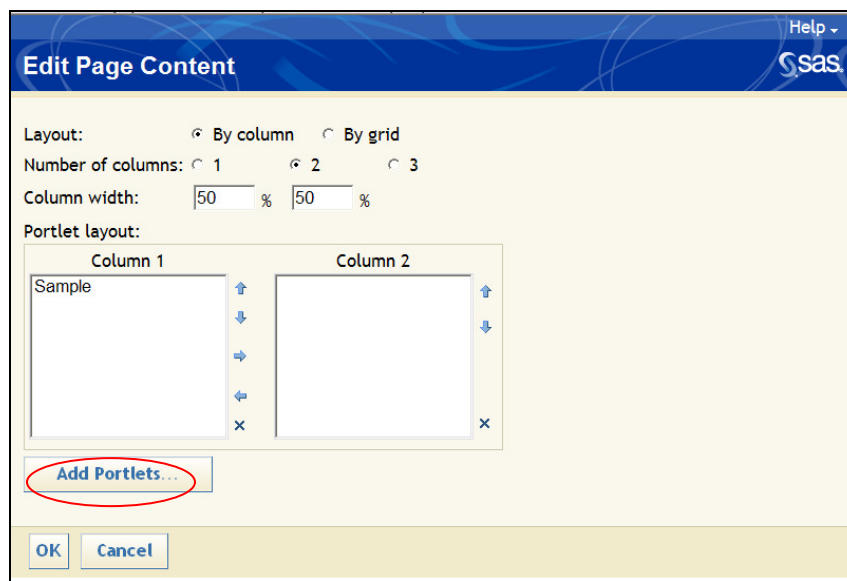 Help
Edit Page Content
sas.
Layout: By column By grid
Number of columns: 1 2 3
Column width: 50 % 50 %
Portlet layout:
Column 1 Column 2
Sample
Add Portlets...
OK Cancel